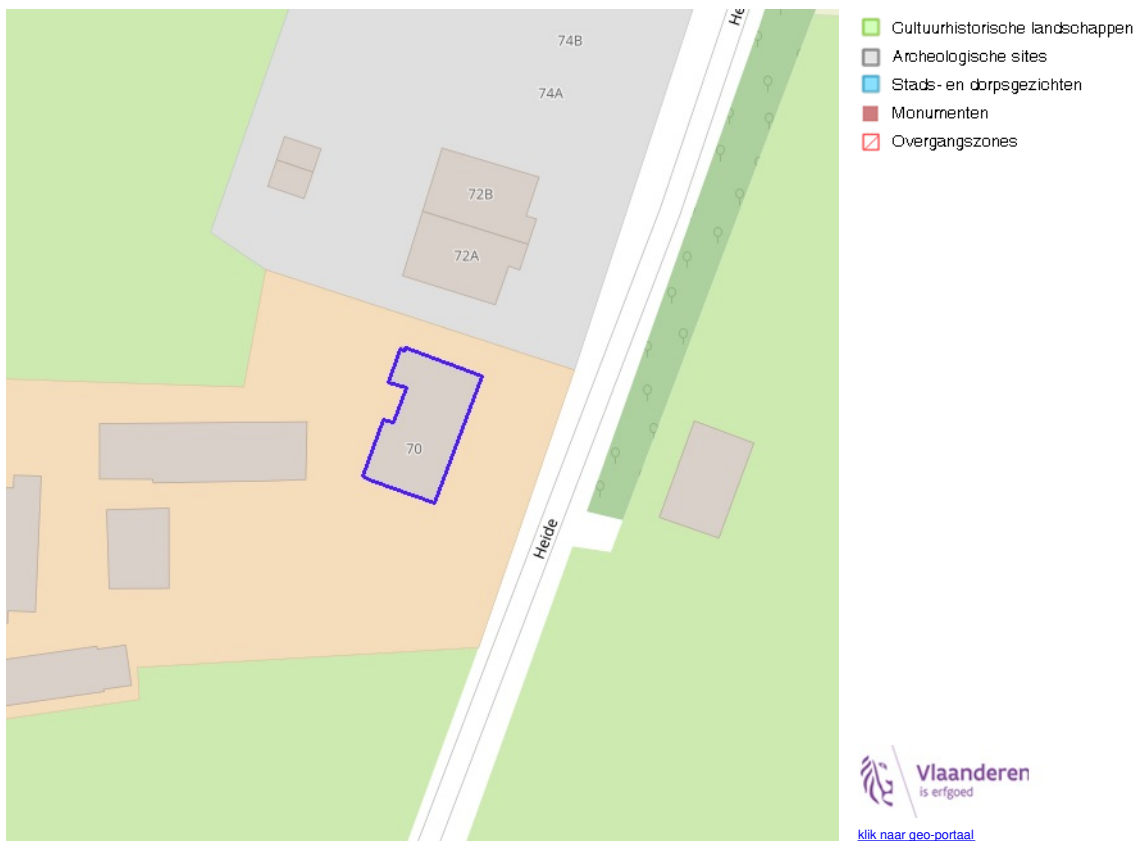 74B
74A
72B
72A
70
He
Heide
Cultuurhistorische landschappen
Archeologische sites
Stads- en dorpsgezichten
Monumenten
Overgangszones
Vlaanderen
is erfgoed
klik naar geo-portaal